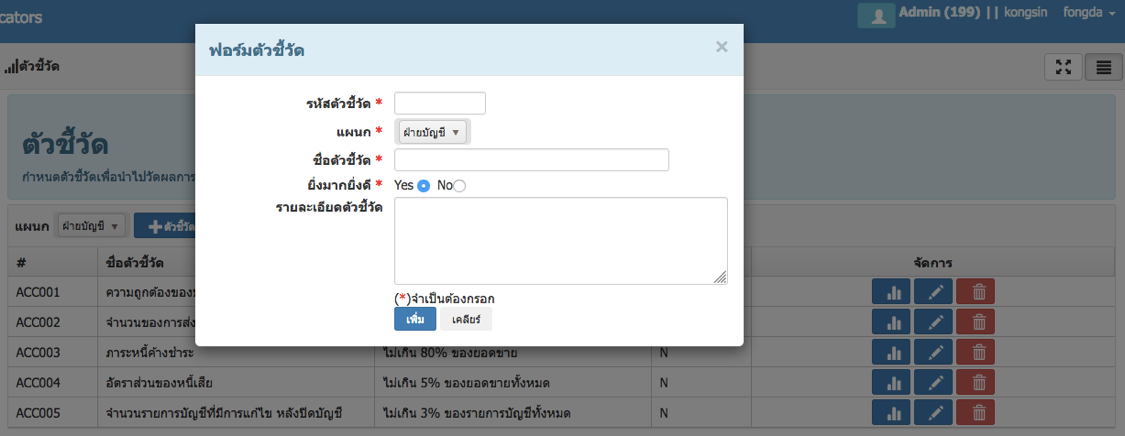 cators
Admin (199) || kongsin fongda
ตัวชี้วัด
ฟอร์มตัวชี้วัด ×
รหัสตัวชี้วัด *
แผนก * ฝ่ายบัญชี
ชื่อตัวชี้วัด *
ยิ่งมากยิ่งดี * Yes No
รายละเอียดตัวชี้วัด
(*)จำเป็นต้องกรอก
เพิ่ม เคลียร์
ตัวชี้วัด
กำหนดตัวชี้วัดเพื่อนำไปวัดผลการ
แผนก ฝ่ายบัญชี ตัวชี้วัด
# ชื่อตัวชี้วัด จัดการ
ACC001 ความถูกต้องของ
ACC002 จำนวนของการส่ง
ACC003 ภาระหนี้ค้างชำระ ไม่เกิน 80% ของยอดขาย N
ACC004 อัตราส่วนของหนี้เสีย ไม่เกิน 5% ของยอดขายทั้งหมด N
ACC005 จำนวนรายการบัญชีที่มีการแก้ไข หลังปิดบัญชี ไม่เกิน 3% ของรายการบัญชีทั้งหมด N